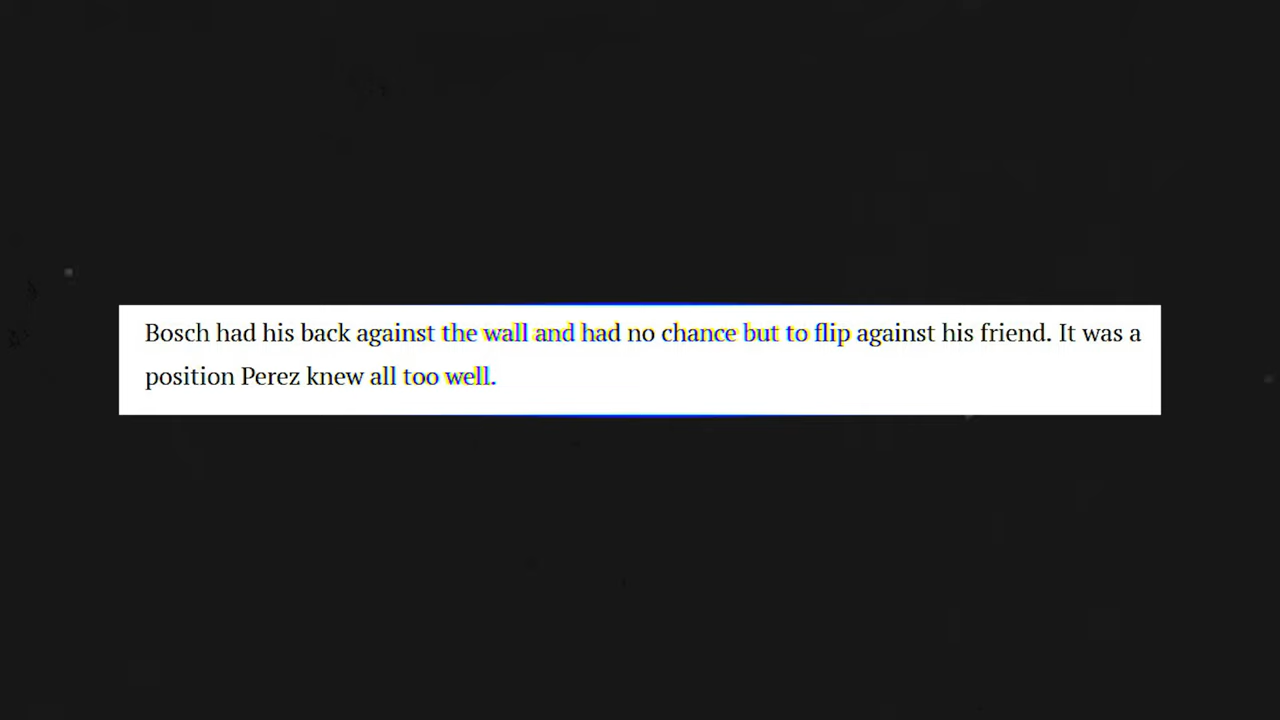 Bosch had his back against the wall and had no chance but to flip against his friend. It was a
position Perez knew all too well.